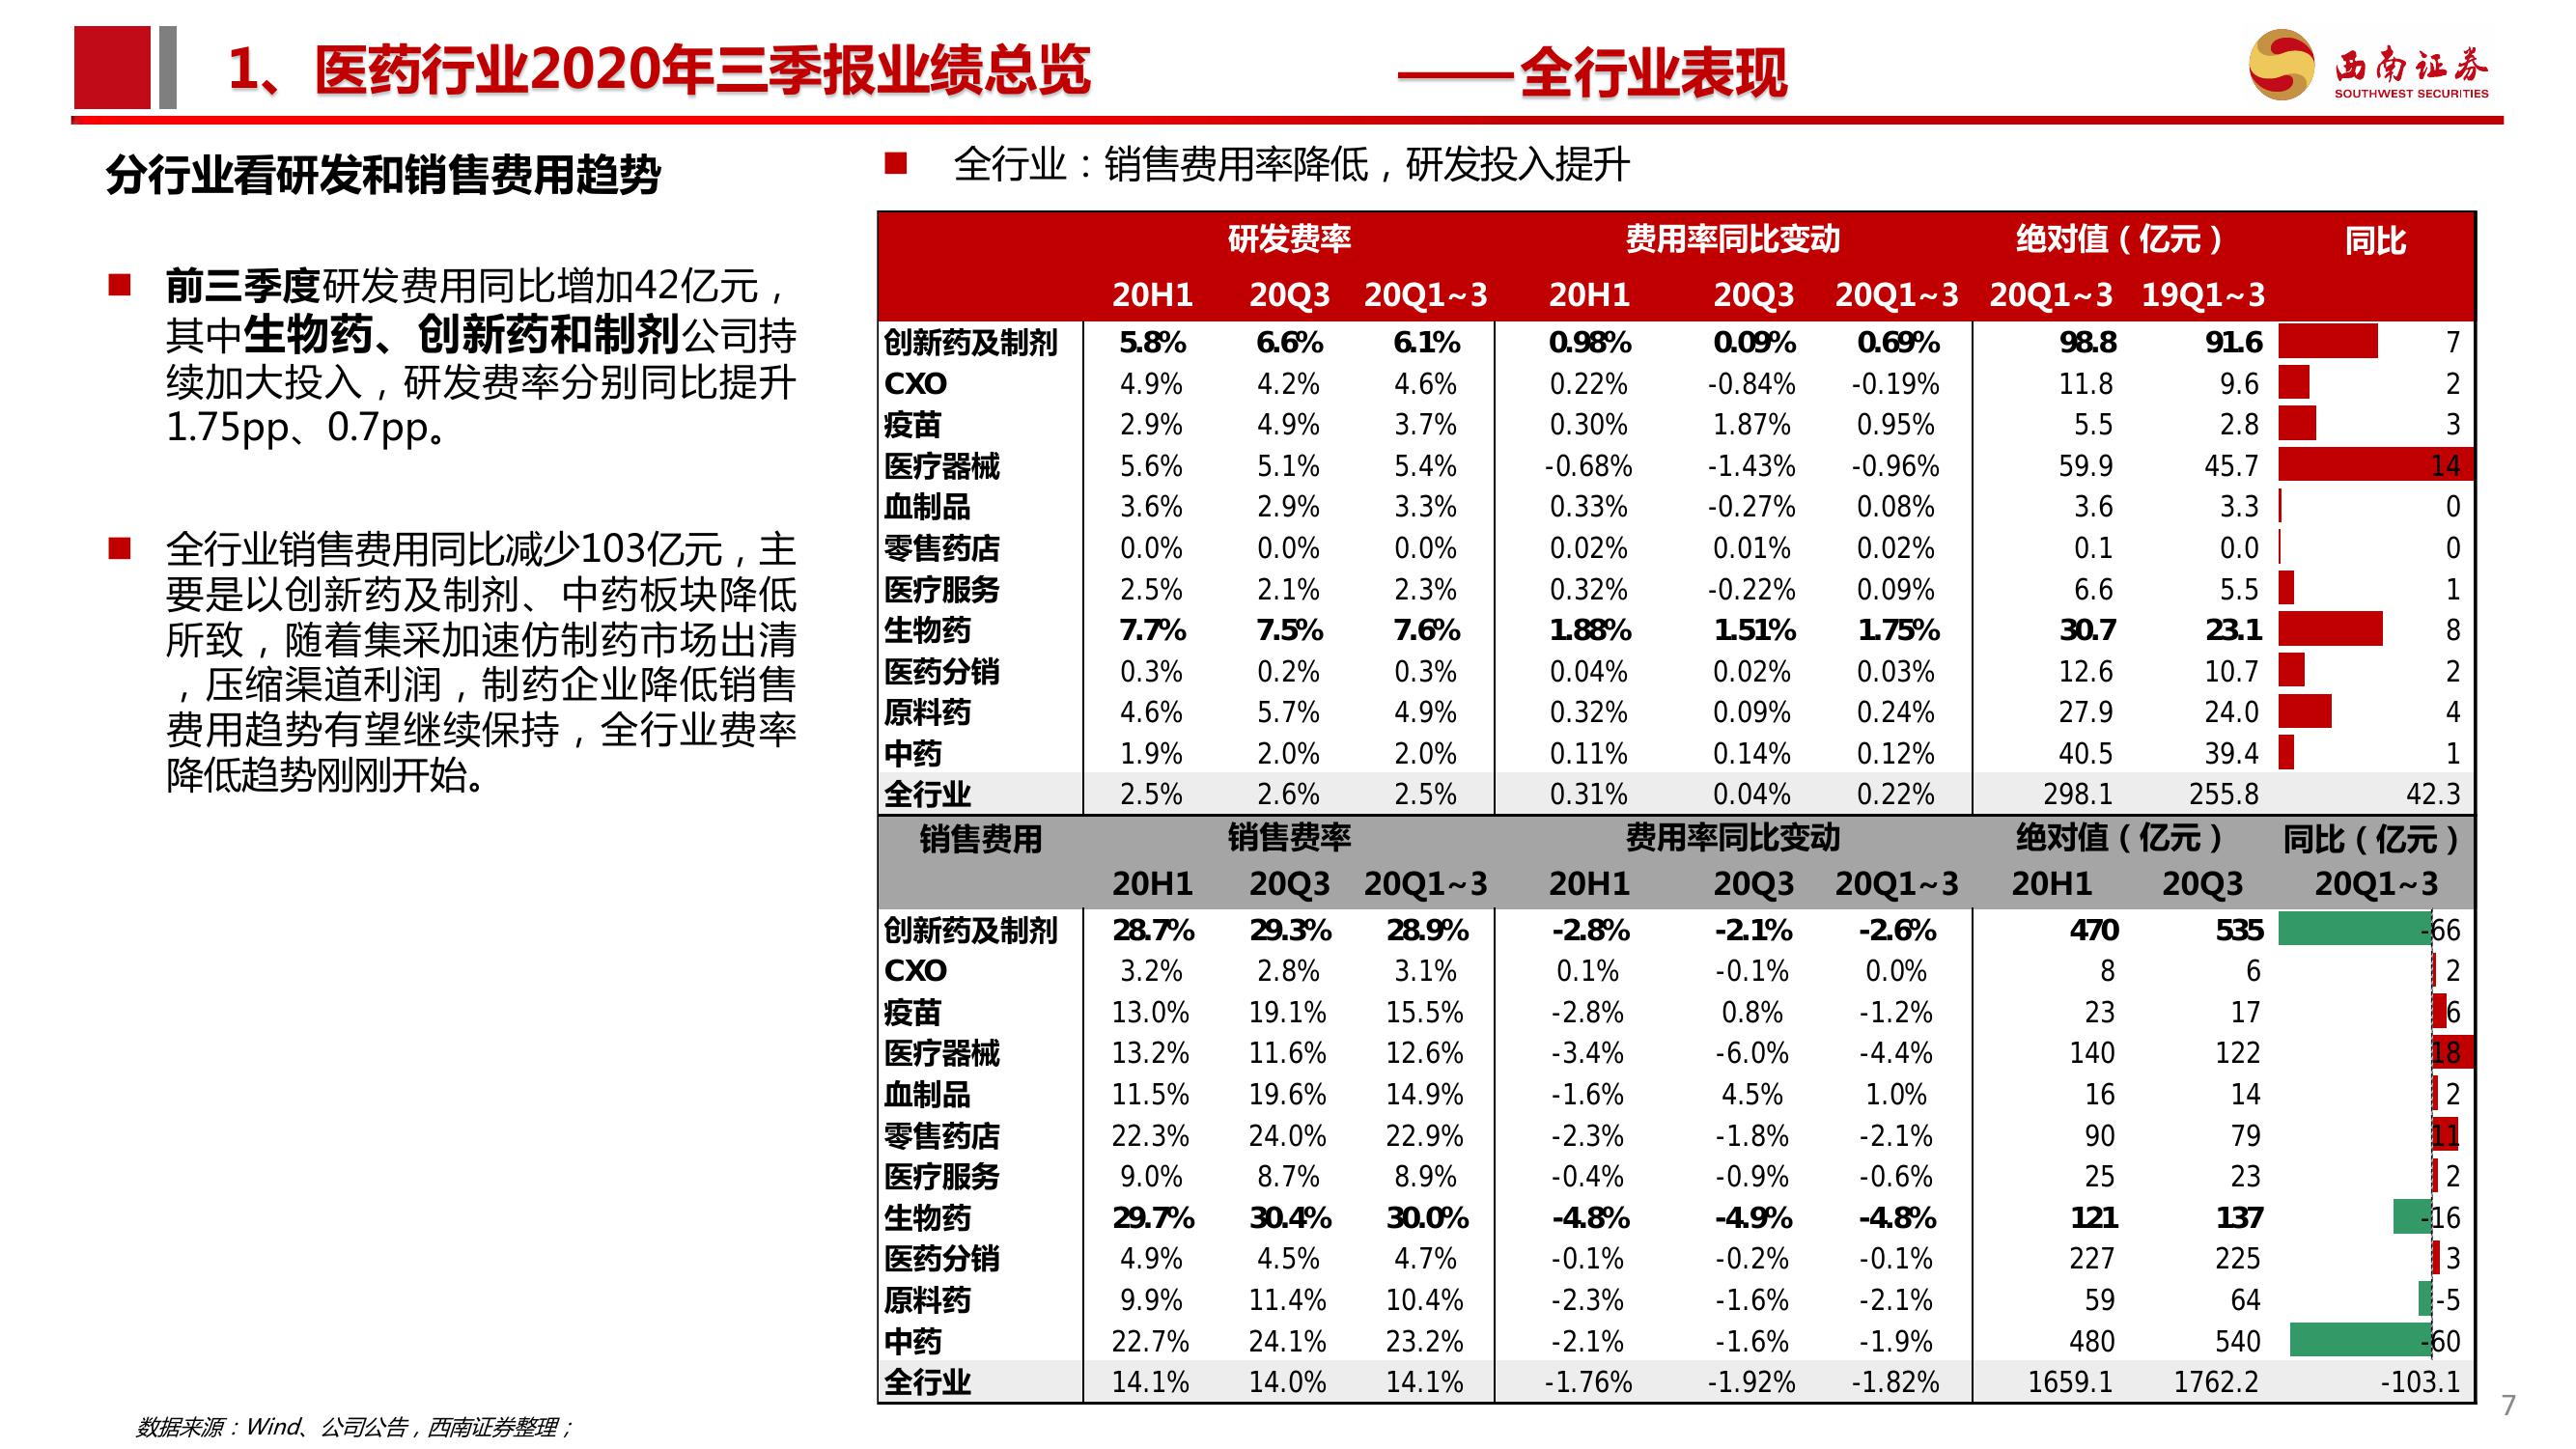 1、医药行业2020年三季报业绩总览 ——全行业表现
西南证券
SOUTHWEST SECURITIES
分行业看研发和销售费用趋势
■ 前三季度研发费用同比增加42亿元，
其中生物药、创新药和制剂公司持
续加大投入，研发费率分别同比提升
1.75pp、0.7pp。
■ 全行业销售费用同比减少103亿元，主
要是以创新药及制剂、中药板块降低
所致，随着集采加速仿制药市场出清
，压缩渠道利润，制药企业降低销售
费用趋势有望继续保持，全行业费率
降低趋势刚刚开始。
■ 全行业：销售费用率降低，研发投入提升
研发费率 费用率同比变动 绝对值（亿元） 同比
20H1 20Q3 20Q1~3 20H1 20Q3 20Q1~3 20Q1~3 19Q1~3
创新药及制剂 5.8% 6.6% 6.1% 0.98% 0.09% 0.69% 98.8 91.6 7
CXO 4.9% 4.2% 4.6% 0.22% -0.84% -0.19% 11.8 9.6 2
疫苗 2.9% 4.9% 3.7% 0.30% 1.87% 0.95% 5.5 2.8 3
医疗器械 5.6% 5.1% 5.4% -0.68% -1.43% -0.96% 59.9 45.7 14
血制品 3.6% 2.9% 3.3% 0.33% -0.27% 0.08% 3.6 3.3 0
零售药店 0.0% 0.0% 0.0% 0.02% 0.01% 0.02% 0.1 0.0 0
医疗服务 2.5% 2.1% 2.3% 0.32% -0.22% 0.09% 6.6 5.5 1
生物药 7.7% 7.5% 7.6% 1.88% 1.51% 1.75% 30.7 23.1 8
医药分销 0.3% 0.2% 0.3% 0.04% 0.02% 0.03% 12.6 10.7 2
原料药 4.6% 5.7% 4.9% 0.32% 0.09% 0.24% 27.9 24.0 4
中药 1.9% 2.0% 2.0% 0.11% 0.14% 0.12% 40.5 39.4 1
全行业 2.5% 2.6% 2.5% 0.31% 0.04% 0.22% 298.1 255.8 42.3
销售费用 销售费率 费用率同比变动 绝对值（亿元） 同比（亿元）
20H1 20Q3 20Q1~3 20H1 20Q3 20Q1~3 20H1 20Q3 20Q1~3
创新药及制剂 28.7% 29.3% 28.9% -2.8% -2.1% -2.6% 470 535 -66
CXO 3.2% 2.8% 3.1% 0.1% -0.1% 0.0% 8 6 2
疫苗 13.0% 19.1% 15.5% -2.8% 0.8% -1.2% 23 17 6
医疗器械 13.2% 11.6% 12.6% -3.4% -6.0% -4.4% 140 122 18
血制品 11.5% 19.6% 14.9% -1.6% 4.5% 1.0% 16 14 2
零售药店 22.3% 24.0% 22.9% -2.3% -1.8% -2.1% 90 79 11
医疗服务 9.0% 8.7% 8.9% -0.4% -0.9% -0.6% 25 23 2
生物药 29.7% 30.4% 30.0% -4.8% -4.9% -4.8% 121 137 -16
医药分销 4.9% 4.5% 4.7% -0.1% -0.2% -0.1% 227 225 3
原料药 9.9% 11.4% 10.4% -2.3% -1.6% -2.1% 59 64 -5
中药 22.7% 24.1% 23.2% -2.1% -1.6% -1.9% 480 540 -60
全行业 14.1% 14.0% 14.1% -1.76% -1.92% -1.82% 1659.1 1762.2 -103.1
数据来源：Wind、公司公告，西南证券整理；
7